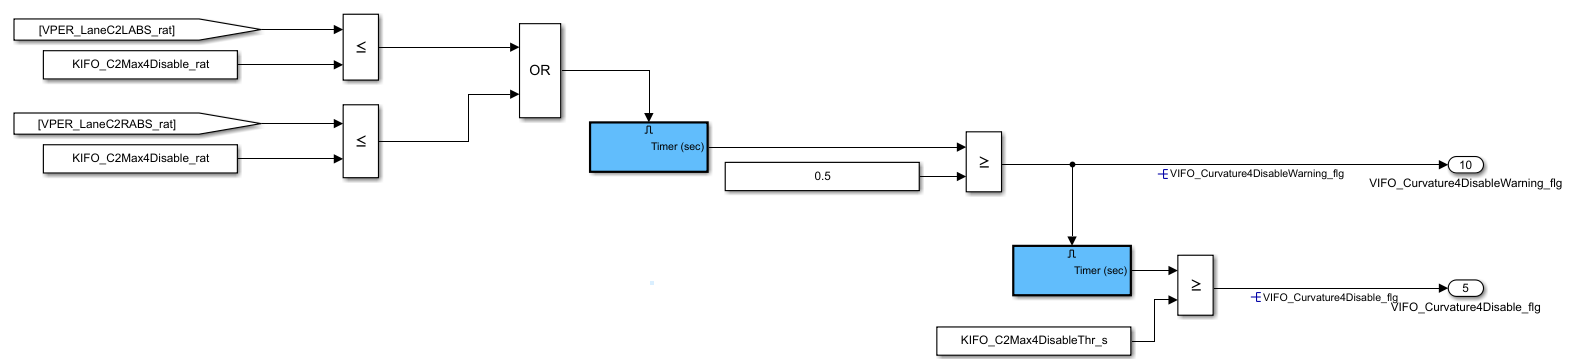 [VPER_LaneC2LABS_rat]
KIFO_C2Max4Disable_rat
≤
[VPER_LaneC2RABS_rat]
KIFO_C2Max4Disable_rat
≤
OR
Timer (sec)
0.5
≥
VIFO_Curvature4DisableWarning_flg
10
VIFO_Curvature4DisableWarning_flg
Timer (sec)
KIFO_C2Max4DisableThr_s
≥
VIFO_Curvature4Disable_flg
5
VIFO_Curvature4Disable_flg